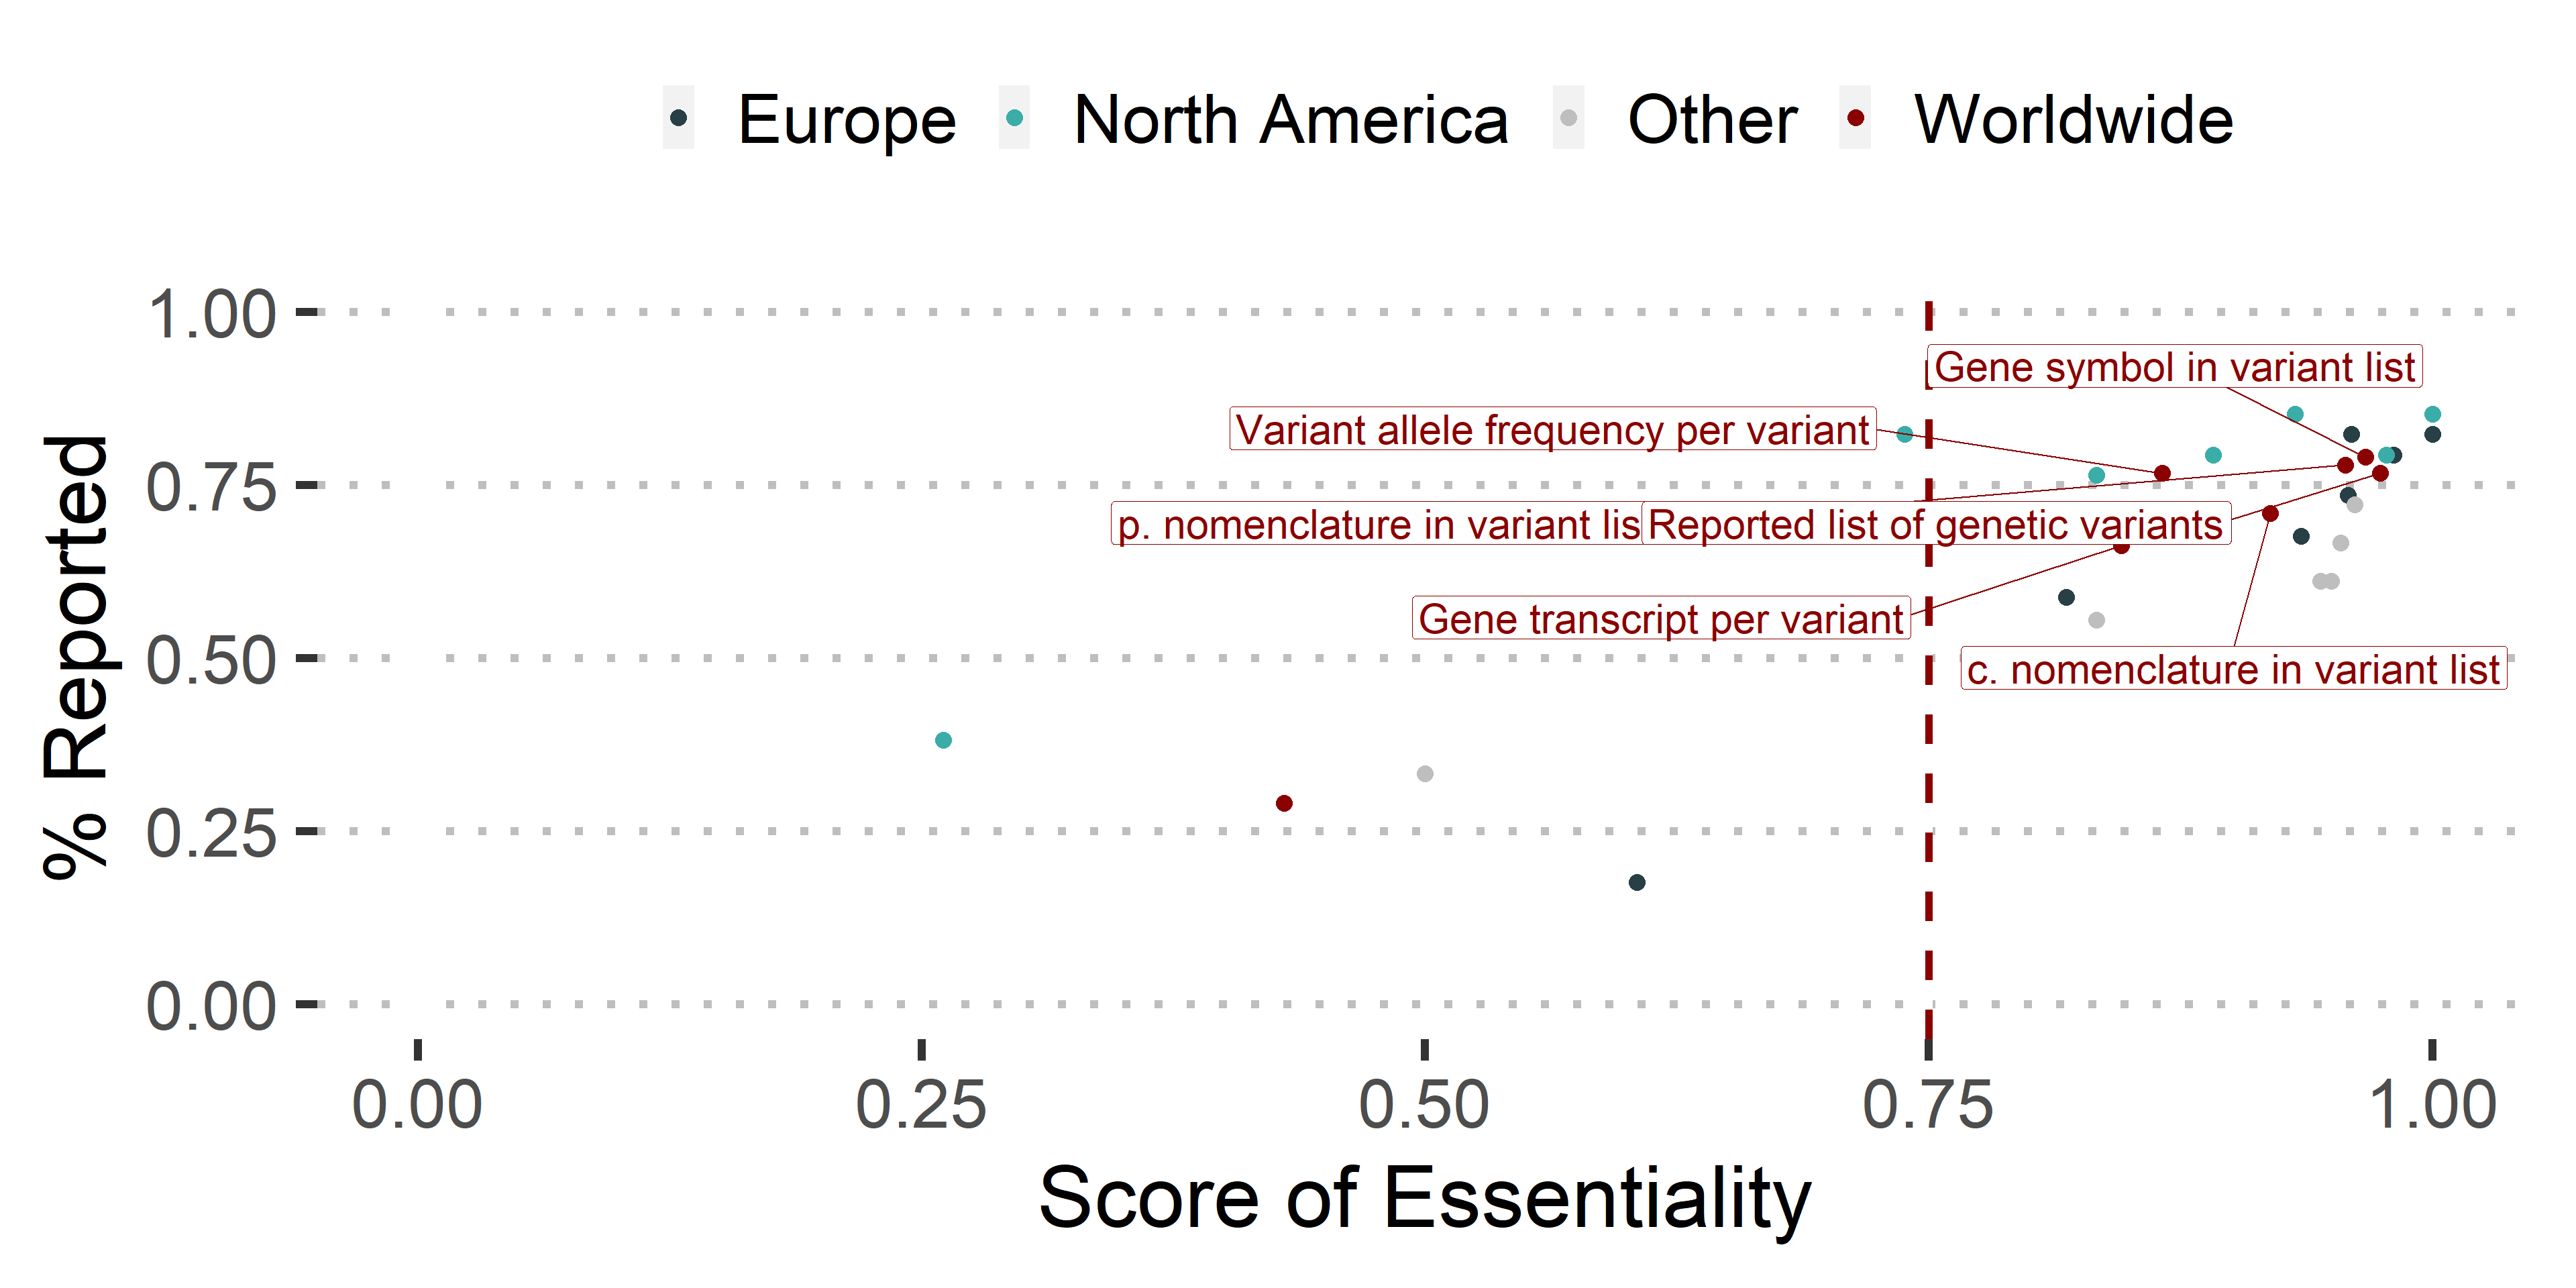 Europe North America Other Worldwide
% Reported
1.00
Gene symbol in variant list
Variant allele frequency per variant
0.75
p. nomenclature in variant lis
Reported list of genetic variants
Gene transcript per variant
0.50
c. nomenclature in variant list
0.25
0.00
0.00 0.25 0.50 0.75 1.00
Score of Essentiality